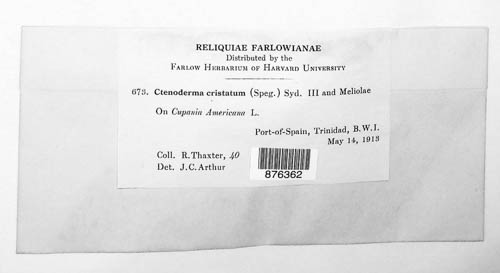 RELIQUIAE FARLOWIANAE
Distributed by the
FARLOW HERBARIUM OF HARVARD UNIVERSITY
673. Ctenoderma cristatum (Speg.) Syd. III and Meliolae
On Cupania Americana L.
Port-of-Spain, Trinidad, B.W.I.
May 14, 1913
Coll. R. Thaxter, 40
Det. J. C. Arthur
876362